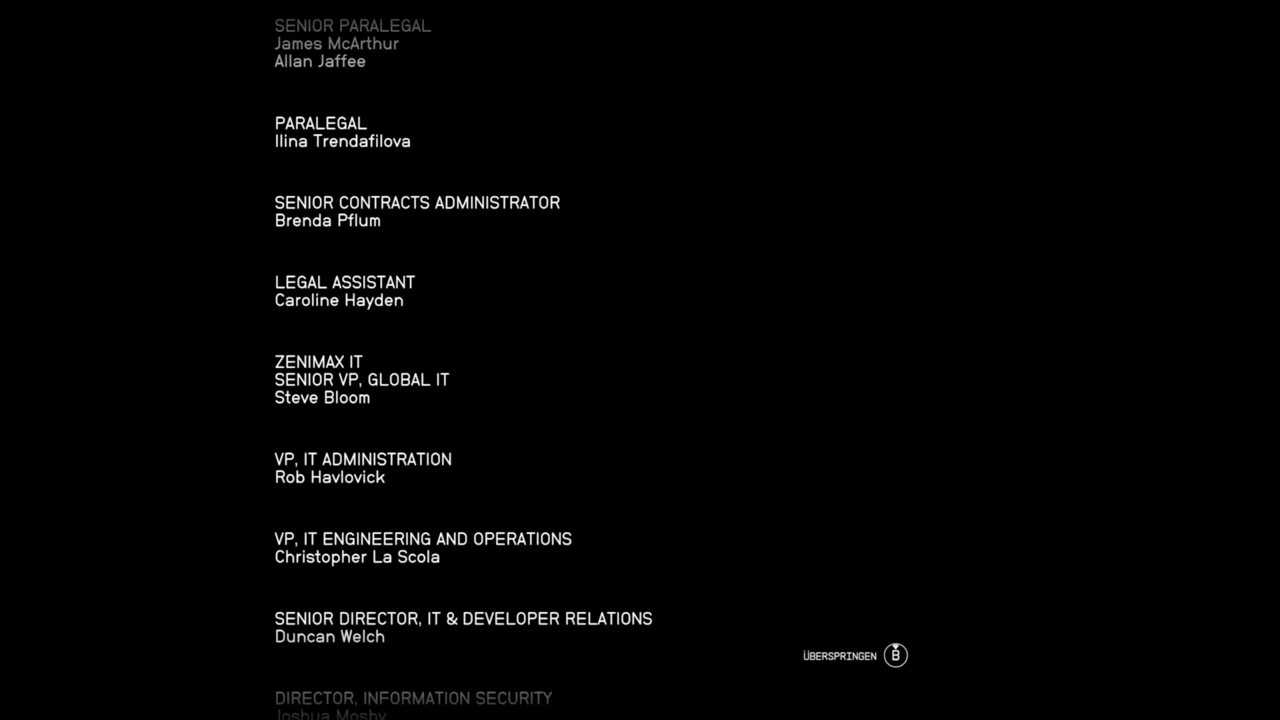 SENIOR PARALEGAL
James McArthur
Allan Jaffee
PARALEGAL
Ilina Trendafilova
SENIOR CONTRACTS ADMINISTRATOR
Brenda Pflum
LEGAL ASSISTANT
Caroline Hayden
ZENIMAX IT
SENIOR VP, GLOBAL IT
Steve Bloom
VP, IT ADMINISTRATION
Rob Havlovick
VP, IT ENGINEERING AND OPERATIONS
Christopher La Scola
SENIOR DIRECTOR, IT & DEVELOPER RELATIONS
Duncan Welch
ÜBERSPRINGEN B
DIRECTOR, INFORMATION SECURITY
Joshua Mosby